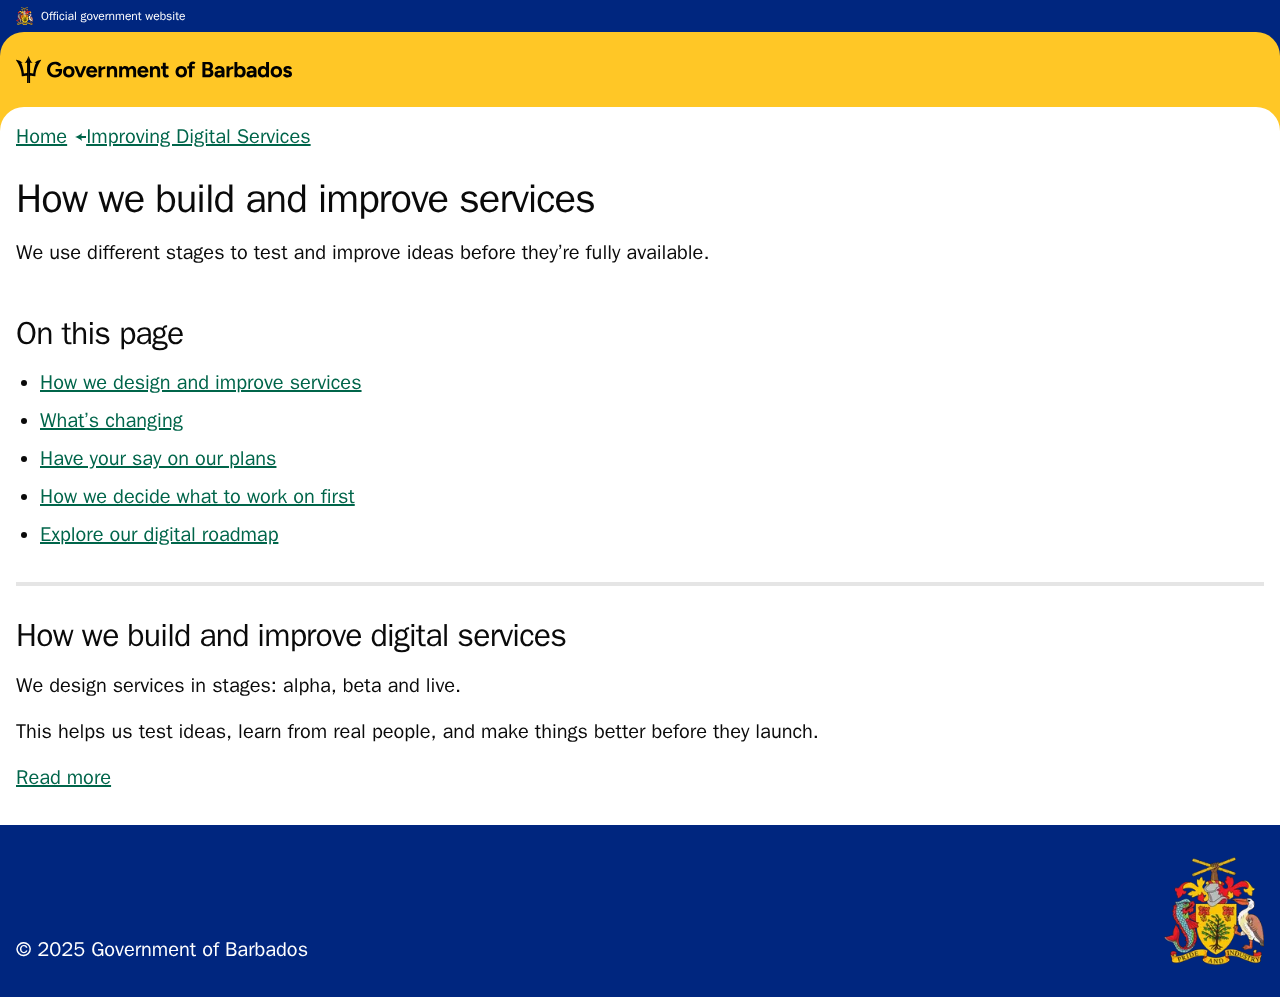 Official government website
Government of Barbados
Home ←Improving Digital Services
How we build and improve services
We use different stages to test and improve ideas before they’re fully available.
On this page
How we design and improve services
What’s changing
Have your say on our plans
How we decide what to work on first
Explore our digital roadmap
How we build and improve digital services
We design services in stages: alpha, beta and live.
This helps us test ideas, learn from real people, and make things better before they launch.
Read more
© 2025 Government of Barbados
PRIDE AND INDUSTRY